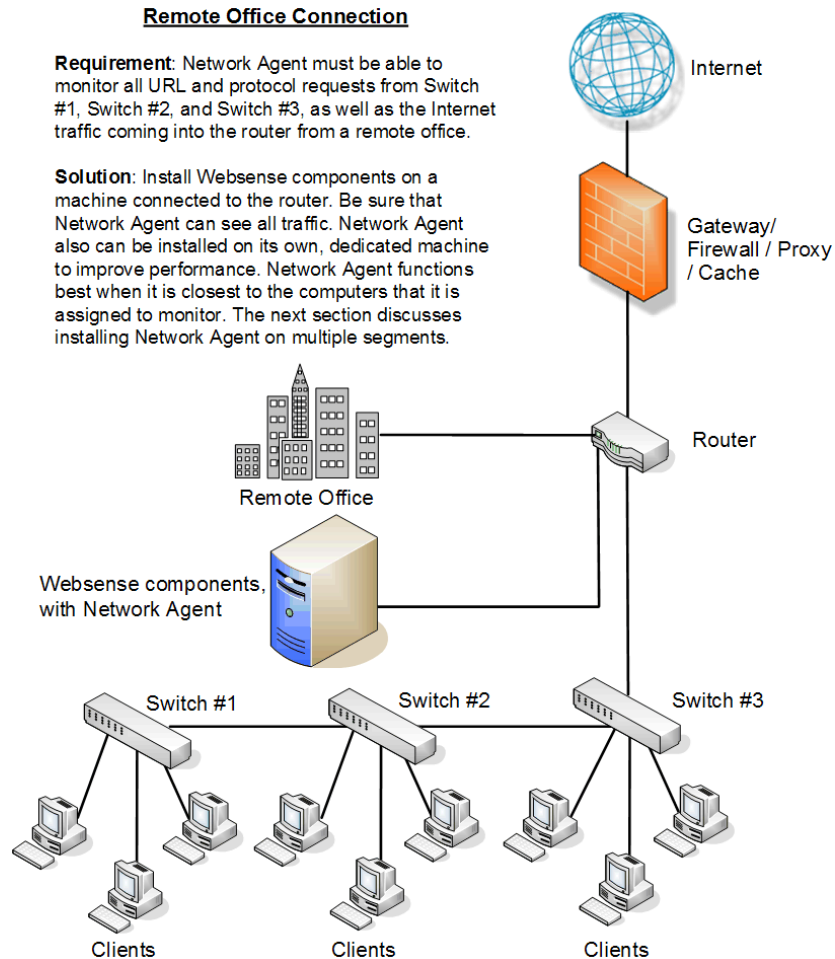 Remote Office Connection
Requirement: Network Agent must be able to
monitor all URL and protocol requests from Switch
#1, Switch #2, and Switch #3, as well as the Internet
traffic coming into the router from a remote office.
Solution: Install Websense components on a
machine connected to the router. Be sure that
Network Agent can see all traffic. Network Agent
also can be installed on its own, dedicated machine
to improve performance. Network Agent functions
best when it is closest to the computers that it is
assigned to monitor. The next section discusses
installing Network Agent on multiple segments.
Internet
Gateway/
Firewall / Proxy
/ Cache
Router
Remote Office
Websense components,
with Network Agent
Switch #1
Switch #2
Switch #3
Clients
Clients
Clients